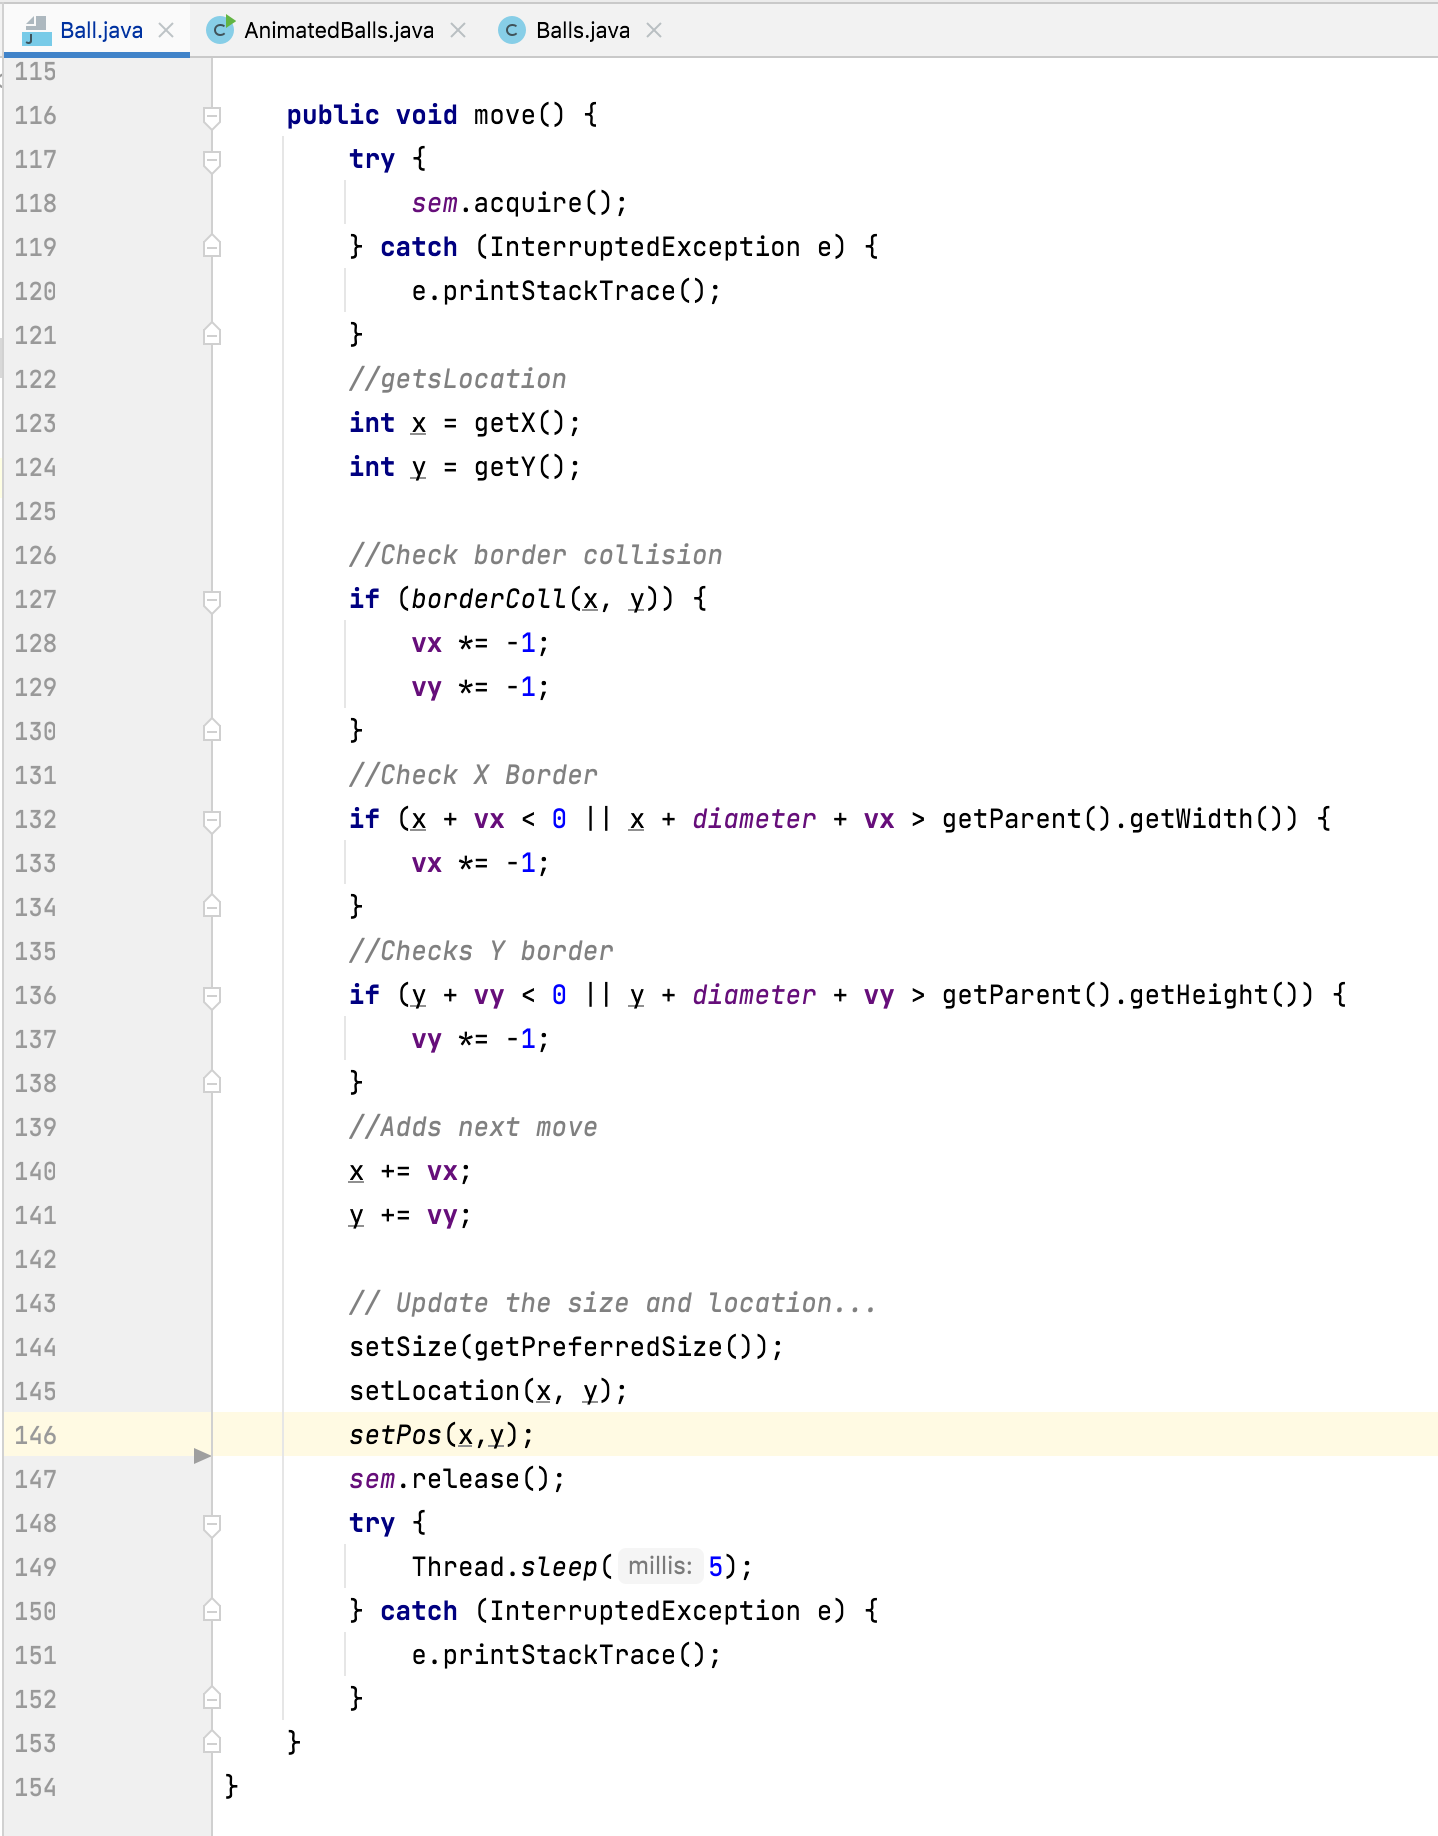 Ball.java AnimatedBalls.java Balls.java
115
116 public void move() {
117 try {
118 sem.acquire();
119 } catch (InterruptedException e) {
120 e.printStackTrace();
121 }
122 //getsLocation
123 int x = getX();
124 int y = getY();
125
126 //Check border collision
127 if (borderColl(x, y)) {
128 vx *= -1;
129 vy *= -1;
130 }
131 //Check X Border
132 if (x + vx < 0 || x + diameter + vx > getParent().getWidth()) {
133 vx *= -1;
134 }
135 //Checks Y border
136 if (y + vy < 0 || y + diameter + vy > getParent().getHeight()) {
137 vy *= -1;
138 }
139 //Adds next move
140 x += vx;
141 y += vy;
142
143 // Update the size and location...
144 setSize(getPreferredSize());
145 setLocation(x, y);
146 setPos(x,y);
147 sem.release();
148 try {
149 Thread.sleep( millis: 5);
150 } catch (InterruptedException e) {
151 e.printStackTrace();
152 }
153 }
154 }